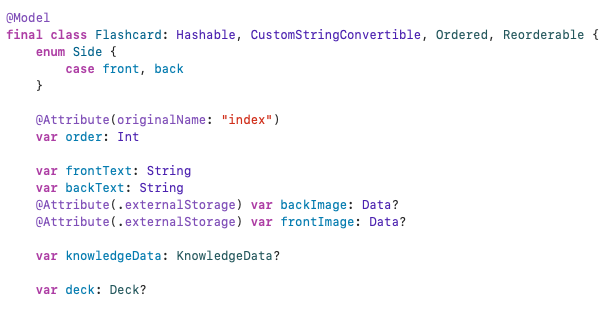 @Model
final class Flashcard: Hashable, CustomStringConvertible, Ordered, Reorderable {
    enum Side {
        case front, back
    }
    @Attribute(originalName: "index")
    var order: Int
    var frontText: String
    var backText: String
    @Attribute(.externalStorage) var backImage: Data?
    @Attribute(.externalStorage) var frontImage: Data?
    var knowledgeData: KnowledgeData?
    var deck: Deck?